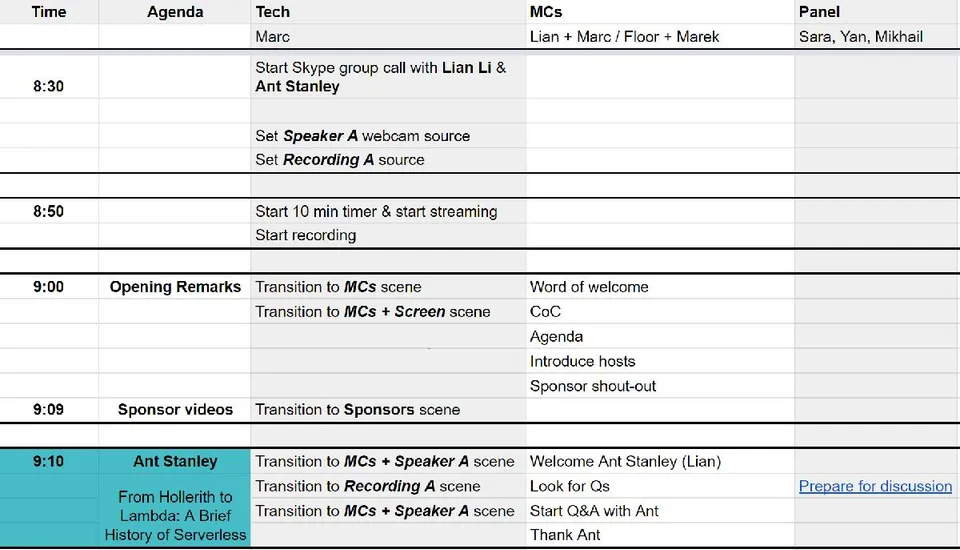 Time Agenda Tech MCs Panel
Marc Lian + Marc / Floor + Marek Sara, Yan, Mikhail
Start Skype group call with Lian Li &
8:30 Ant Stanley
Set Speaker A webcam source
Set Recording A source
8:50 Start 10 min timer & start streaming
Start recording
9:00 Opening Remarks Transition to MCs scene Word of welcome
Transition to MCs + Screen scene CoC
Agenda
Introduce hosts
Sponsor shout-out
9:09 Sponsor videos Transition to Sponsors scene
9:10 Ant Stanley Transition to MCs + Speaker A scene Welcome Ant Stanley (Lian)
From Hollerith to Transition to Recording A scene Look for Qs Prepare for discussion
Lambda: A Brief Transition to MCs + Speaker A scene Start Q&A with Ant
History of Serverless Thank Ant